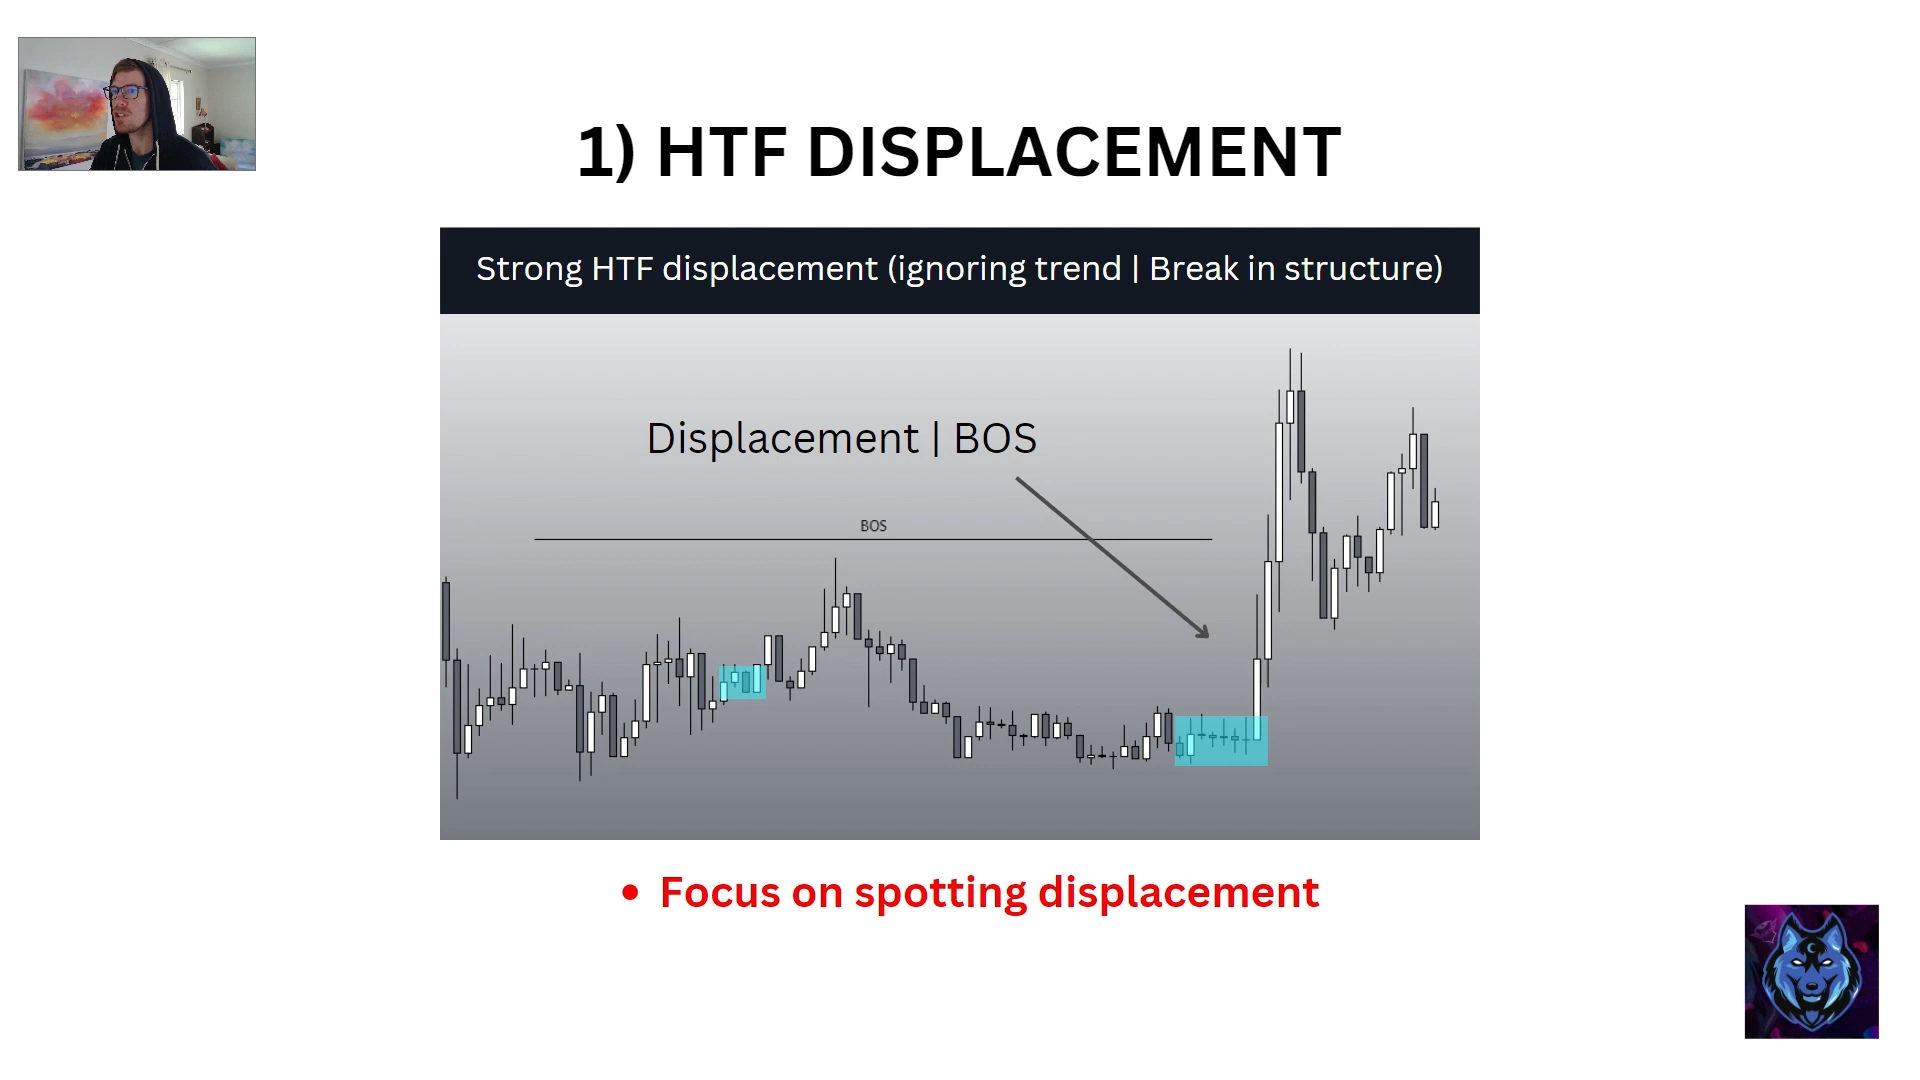 1) HTF DISPLACEMENT
Strong HTF displacement (ignoring trend | Break in structure)
Displacement | BOS
BOS
• Focus on spotting displacement